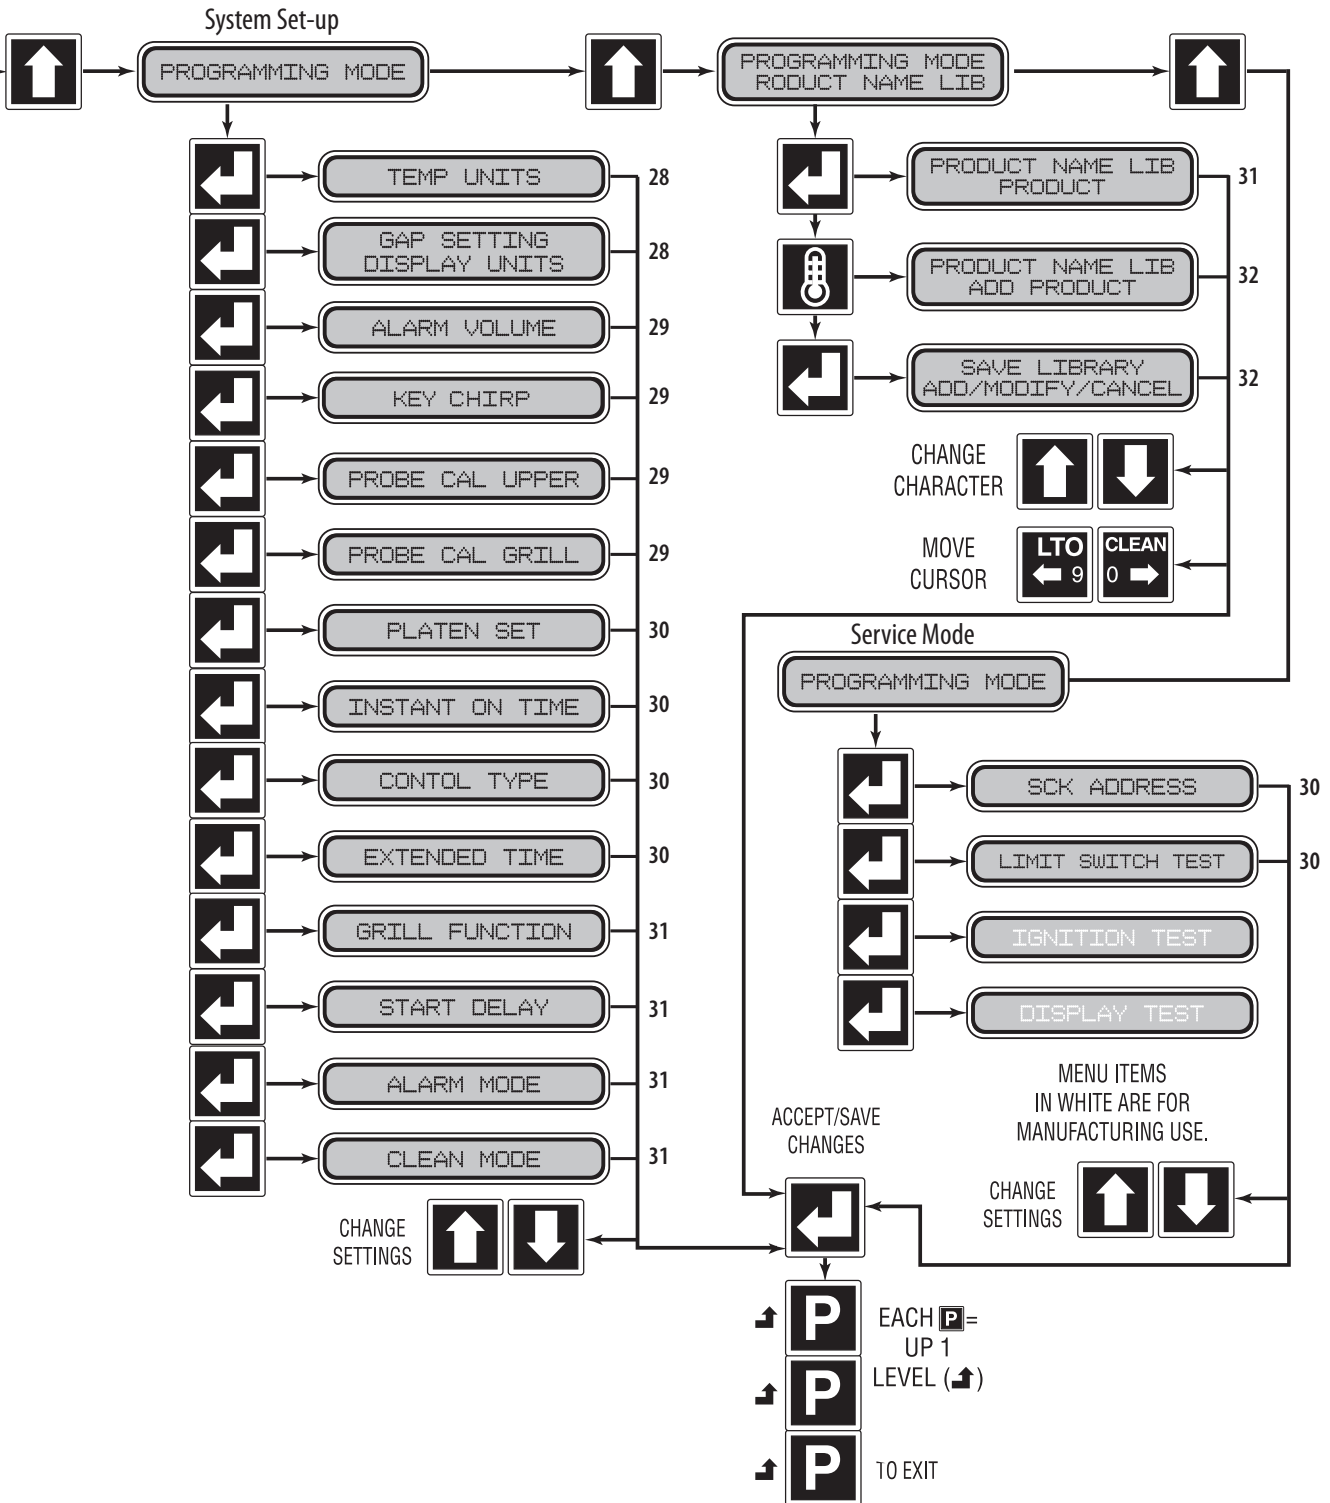 System Set-up
PROGRAMMING MODE
TEMP UNITS
28
GAP SETTING
DISPLAY UNITS
28
ALARM VOLUME
29
KEY CHIRP
29
PROBE CAL UPPER
29
PROBE CAL GRILL
29
PLATEN SET
30
INSTANT ON TIME
30
CONTOL TYPE
30
EXTENDED TIME
30
GRILL FUNCTION
31
START DELAY
31
ALARM MODE
31
CLEAN MODE
31
CHANGE
SETTINGS
PROGRAMMING MODE
RODUCT NAME LIB
PRODUCT NAME LIB
PRODUCT
31
PRODUCT NAME LIB
ADD PRODUCT
32
SAVE LIBRARY
ADD/MODIFY/CANCEL
32
CHANGE
CHARACTER
MOVE
CURSOR
LTO
9
CLEAN
0
Service Mode
PROGRAMMING MODE
SCK ADDRESS
30
LIMIT SWITCH TEST
30
IGNITION TEST
DISPLAY TEST
MENU ITEMS
IN WHITE ARE FOR
MANUFACTURING USE.
CHANGE
SETTINGS
ACCEPT/SAVE
CHANGES
P
EACH P =
UP 1
LEVEL ( )
P
P
TO EXIT